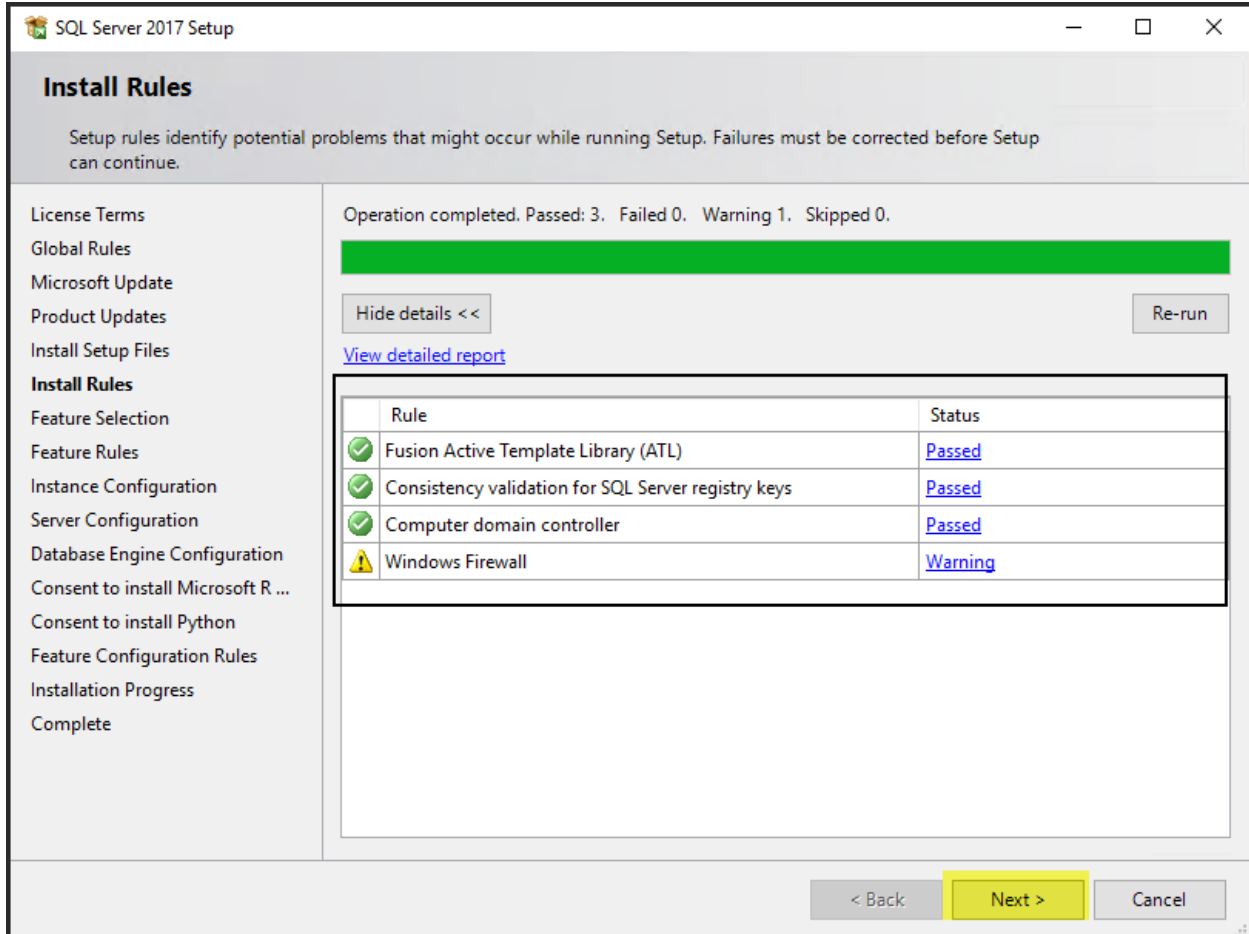 SQL Server 2017 Setup
Install Rules
Setup rules identify potential problems that might occur while running Setup. Failures must be corrected before Setup
can continue.
License Terms
Global Rules
Microsoft Update
Product Updates
Install Setup Files
Install Rules
Feature Selection
Feature Rules
Instance Configuration
Server Configuration
Database Engine Configuration
Consent to install Microsoft R ...
Consent to install Python
Feature Configuration Rules
Installation Progress
Complete
Operation completed. Passed: 3. Failed 0. Warning 1. Skipped 0.
Hide details << Re-run
View detailed report
Rule Status
Fusion Active Template Library (ATL) Passed
Consistency validation for SQL Server registry keys Passed
Computer domain controller Passed
Windows Firewall Warning
< Back Next > Cancel